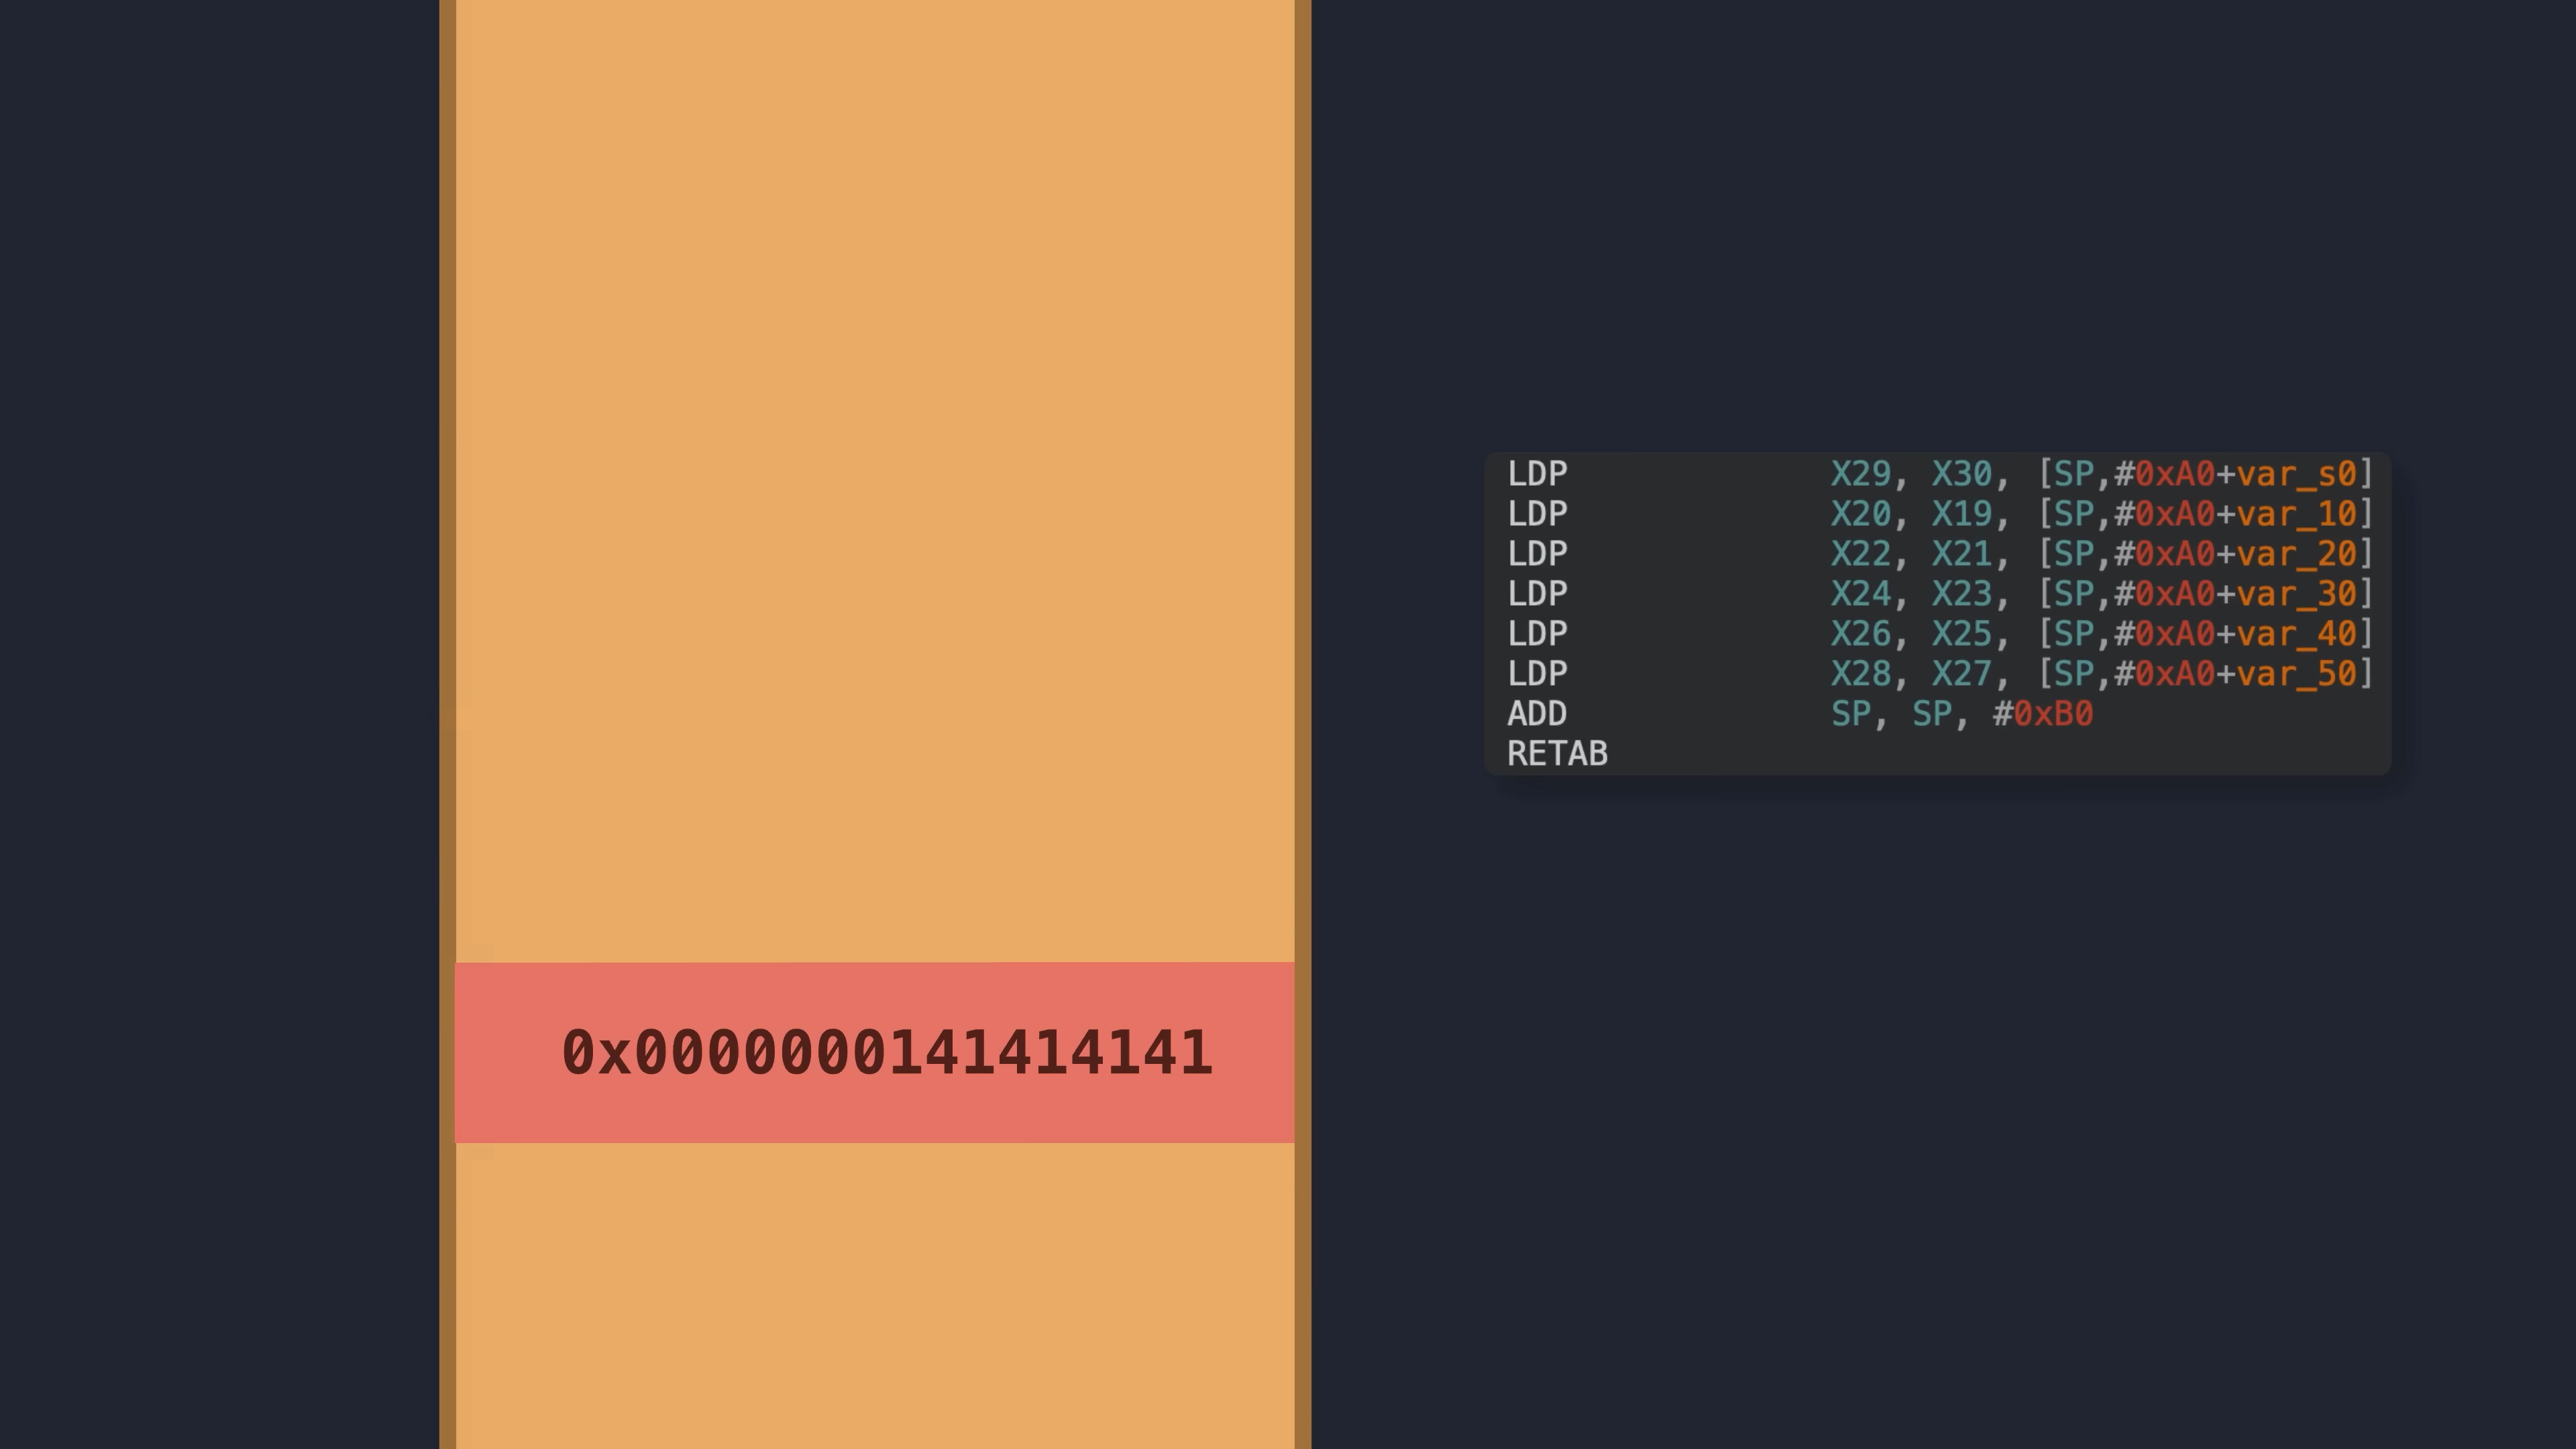 0x0000000141414141
LDP X29, X30, [SP,#0xA0+var_s0]
LDP X20, X19, [SP,#0xA0+var_10]
LDP X22, X21, [SP,#0xA0+var_20]
LDP X24, X23, [SP,#0xA0+var_30]
LDP X26, X25, [SP,#0xA0+var_40]
LDP X28, X27, [SP,#0xA0+var_50]
ADD SP, SP, #0xB0
RETAB